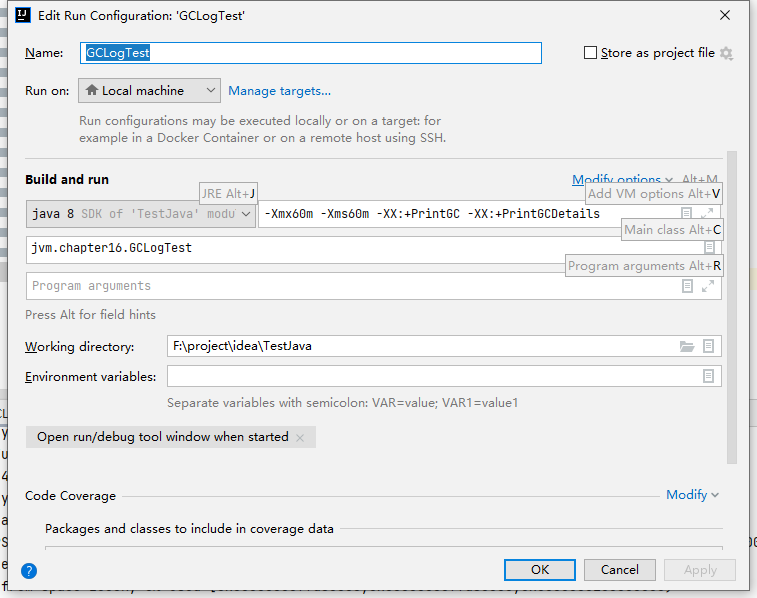 Edit Run Configuration: 'GCLogTest'
Name: GCLogTest Store as project file
Run on: Local machine Manage targets...
Run configurations may be executed locally or on a target: for
example in a Docker Container or on a remote host using SSH.
Build and run Modify options Alt+M
JRE Alt+J Add VM options Alt+V
java 8 SDK of 'TestJava' modu -Xmx60m -Xms60m -XX:+PrintGC -XX:+PrintGCDetails
Main class Alt+C
jvm.chapter16.GCLogTest
Program arguments Alt+R
Program arguments
Press Alt for field hints
Working directory: F:\project\idea\TestJava
Environment variables:
Separate variables with semicolon: VAR=value; VAR1=value1
Open run/debug tool window when started
Code Coverage Modify
Packages and classes to include in coverage data
? OK Cancel Apply